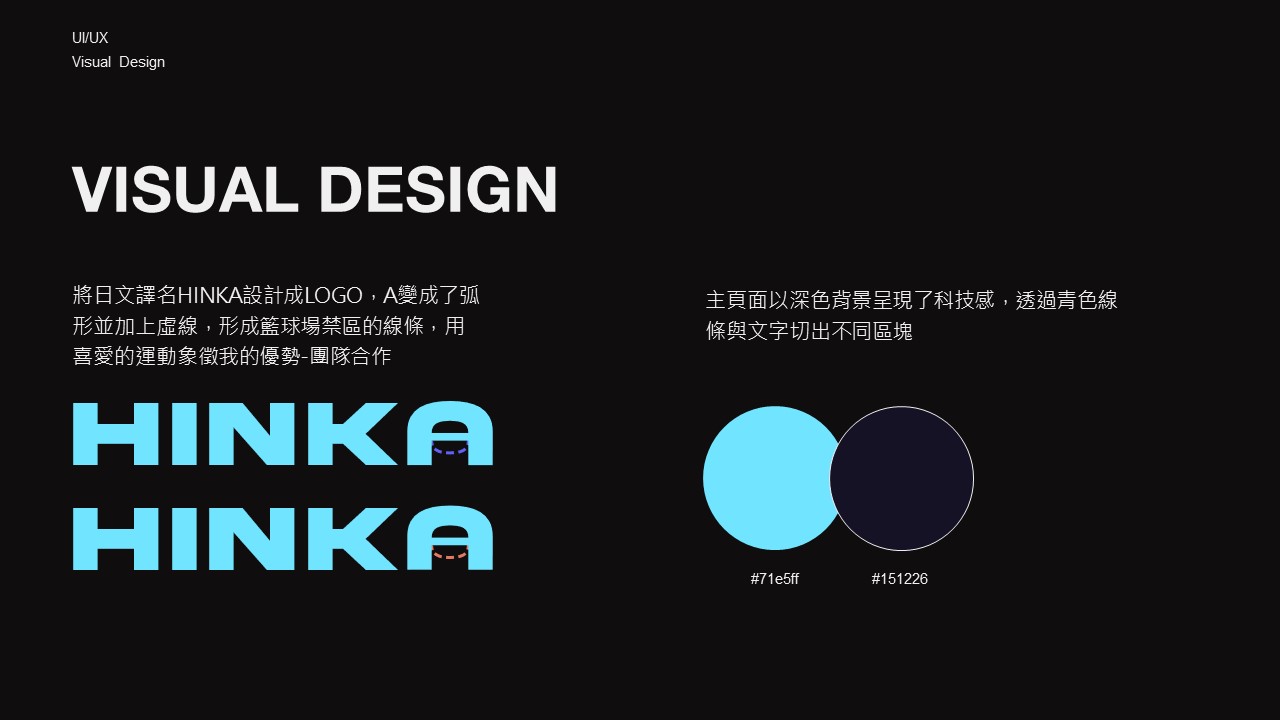 UI/UX
Visual Design
VISUAL DESIGN
將日文譯名HINKA設計成LOGO，A變成了弧
形並加上虛線，形成籃球場禁區的線條，用
喜愛的運動象徵我的優勢-團隊合作
主頁面以深色背景呈現了科技感，透過青色線
條與文字切出不同區塊
HINKA
HINKA
#71e5ff
#151226